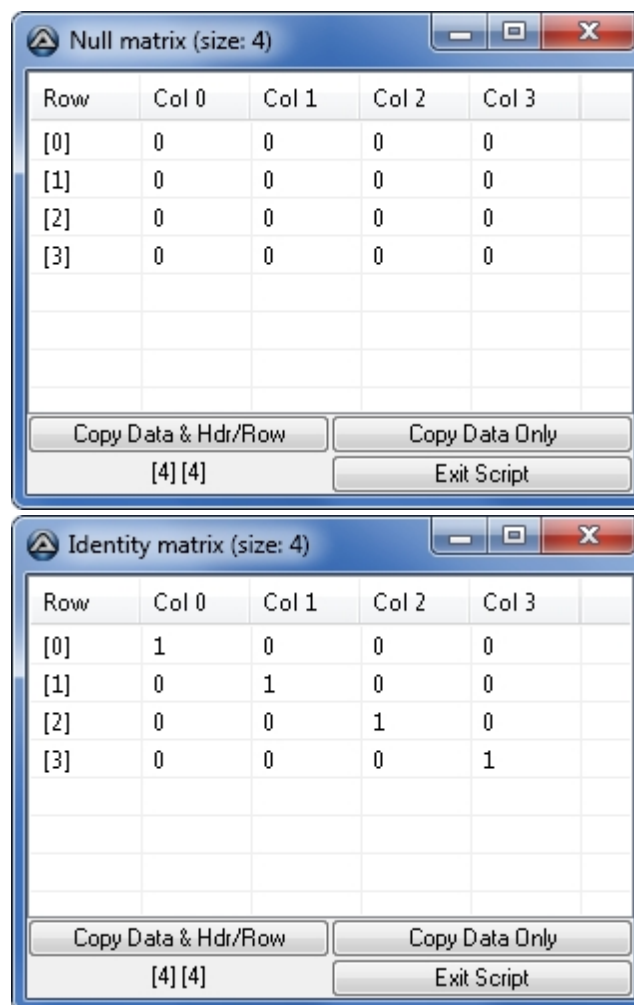 Null matrix (size: 4)
Row Col 0 Col 1 Col 2 Col 3
[0] 0 0 0 0
[1] 0 0 0 0
[2] 0 0 0 0
[3] 0 0 0 0
Copy Data & Hdr/Row Copy Data Only
[4] [4] Exit Script
Identity matrix (size: 4)
Row Col 0 Col 1 Col 2 Col 3
[0] 1 0 0 0
[1] 0 1 0 0
[2] 0 0 1 0
[3] 0 0 0 1
Copy Data & Hdr/Row Copy Data Only
[4] [4] Exit Script